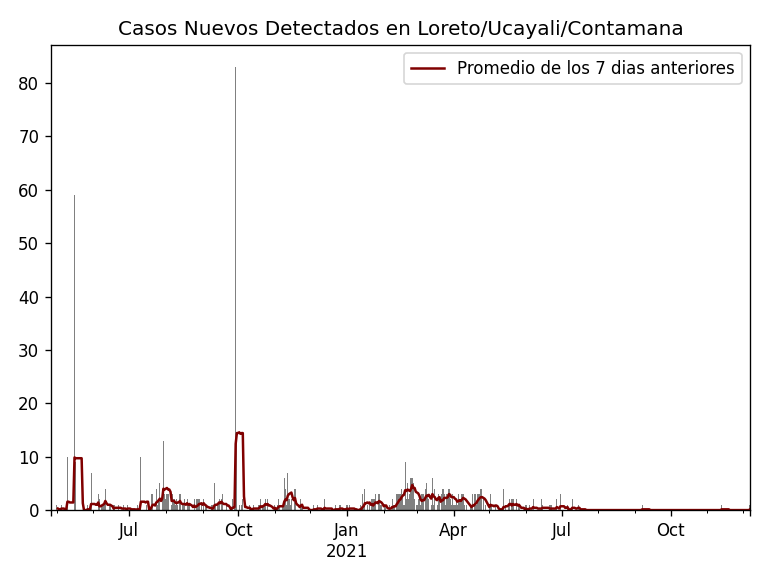 Casos Nuevos Detectados en Loreto/Ucayali/Contamana
Promedio de los 7 dias anteriores
80
70
60
50
40
30
20
10
0
Jul
Oct
Jan
2021
Apr
Jul
Oct